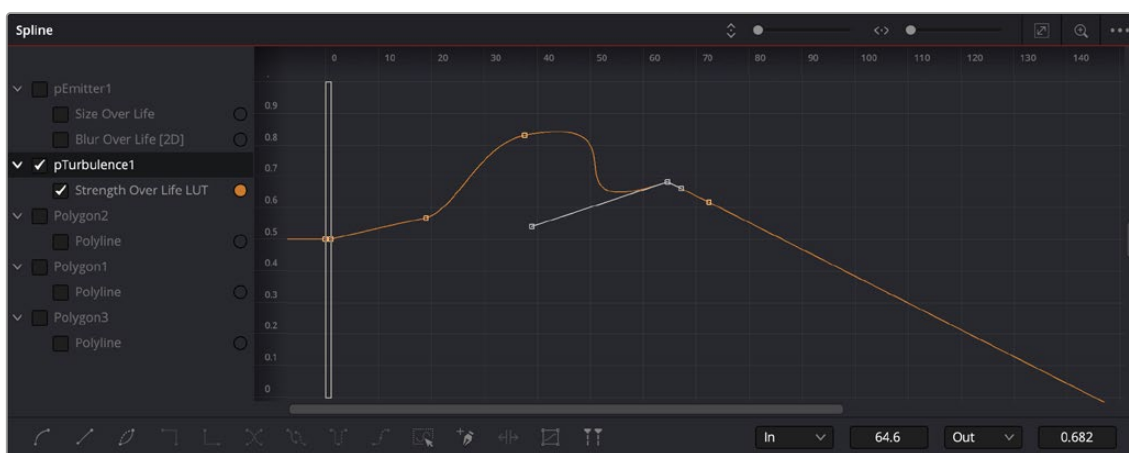 Spline
0 10 20 30 40 50 60 70 80 90 100 110 120 130 140
pEmitter1
Size Over Life
Blur Over Life [2D]
pTurbulence1
Strength Over Life LUT
Polygon2
Polyline
Polygon1
Polyline
Polygon3
Polyline
0.9
0.8
0.7
0.6
0.5
0.4
0.3
0.2
0.1
0
In 64.6 Out 0.682